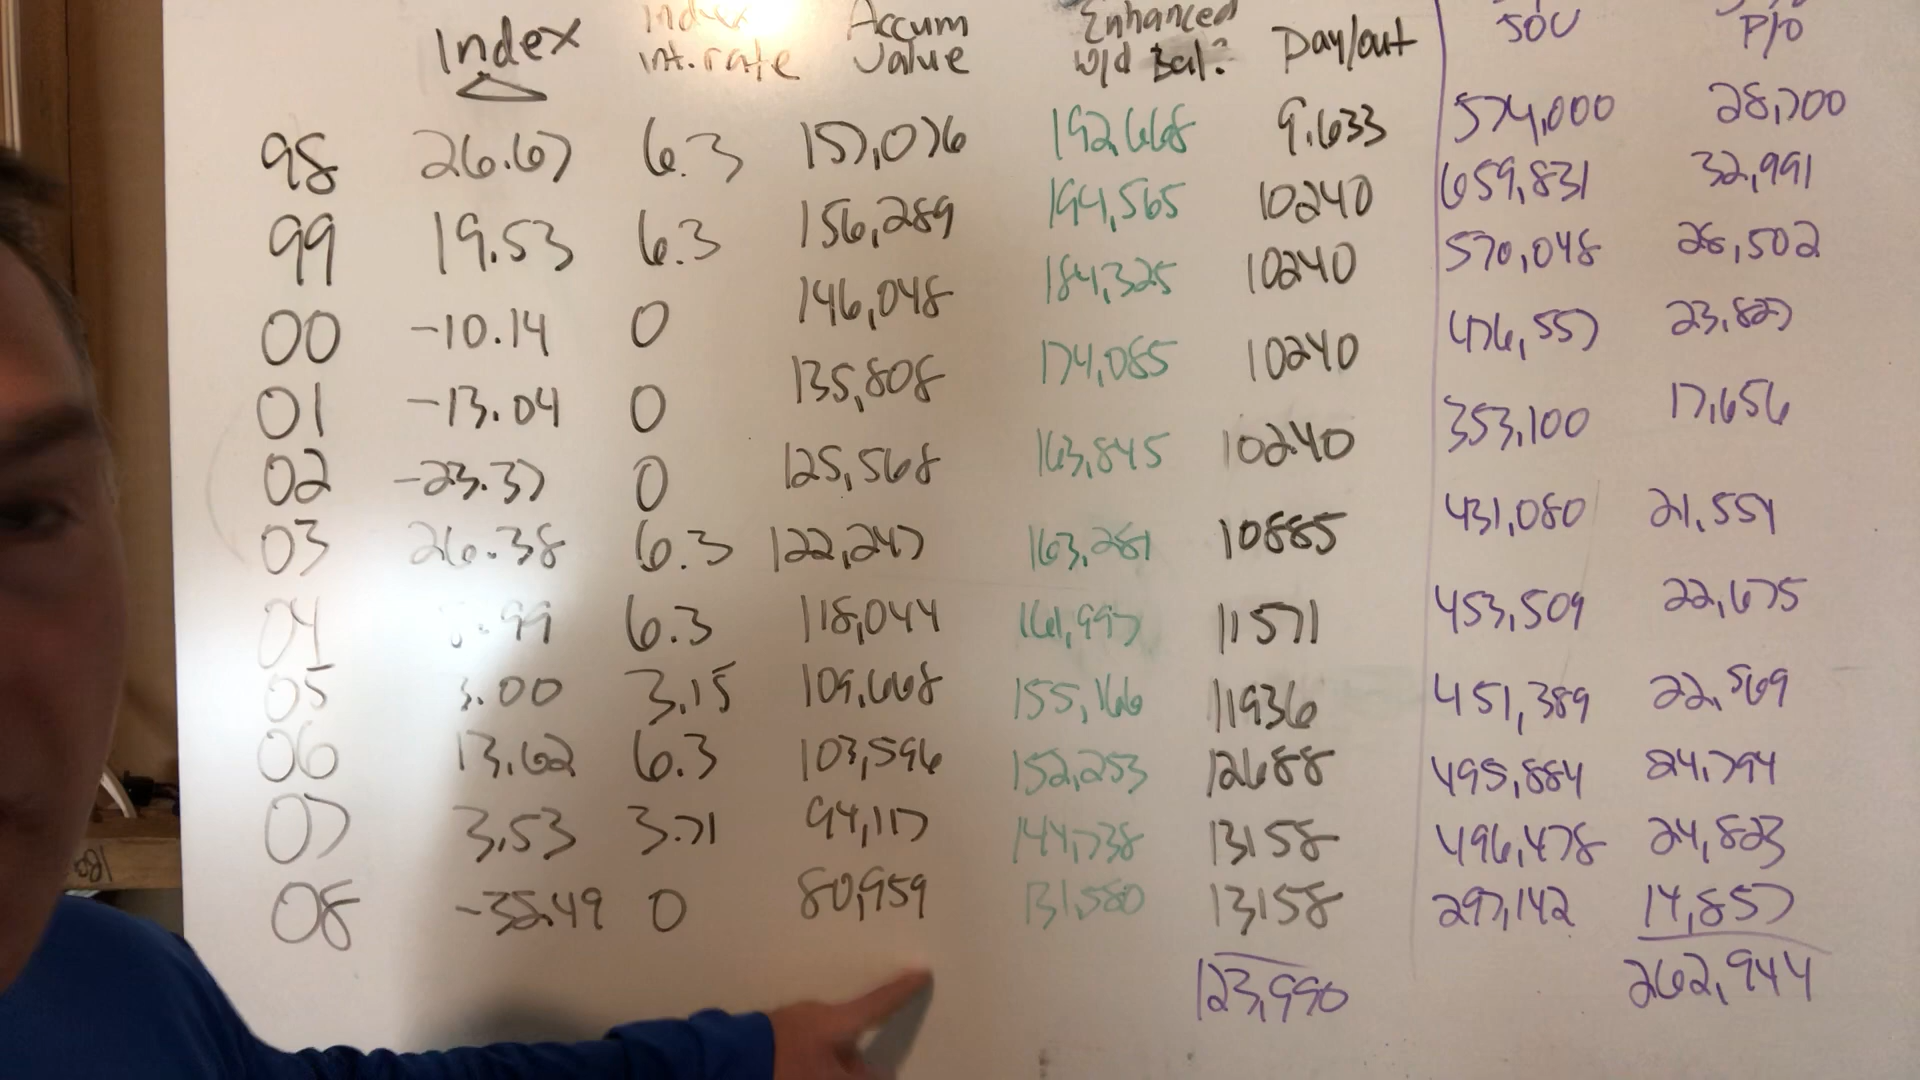 Index Index int. rate Accum Value Enhanced w/d Bal? Pay/out 500 P/O
98 26.67 6.3 157,076 192,668 9,633 574,000 28,700
99 19.53 6.3 156,289 194,565 10240 659,831 32,991
00 -10.14 0 146,048 184,325 10240 570,048 28,502
01 -13.04 0 135,808 174,085 10240 476,557 23,827
02 -23.37 0 125,568 163,845 10240 353,100 17,656
03 26.38 6.3 122,247 163,281 10885 431,080 21,554
04 .99 6.3 118,044 161,997 11571 453,509 22,675
05 3.00 3.15 109,668 155,166 11936 451,389 22,569
06 13.62 6.3 103,596 152,253 12688 495,884 24,794
07 3.53 3.71 94,117 144,738 13158 496,478 24,823
08 -38.49 0 80,959 131,580 13158 297,142 14,857
123,990 262,944